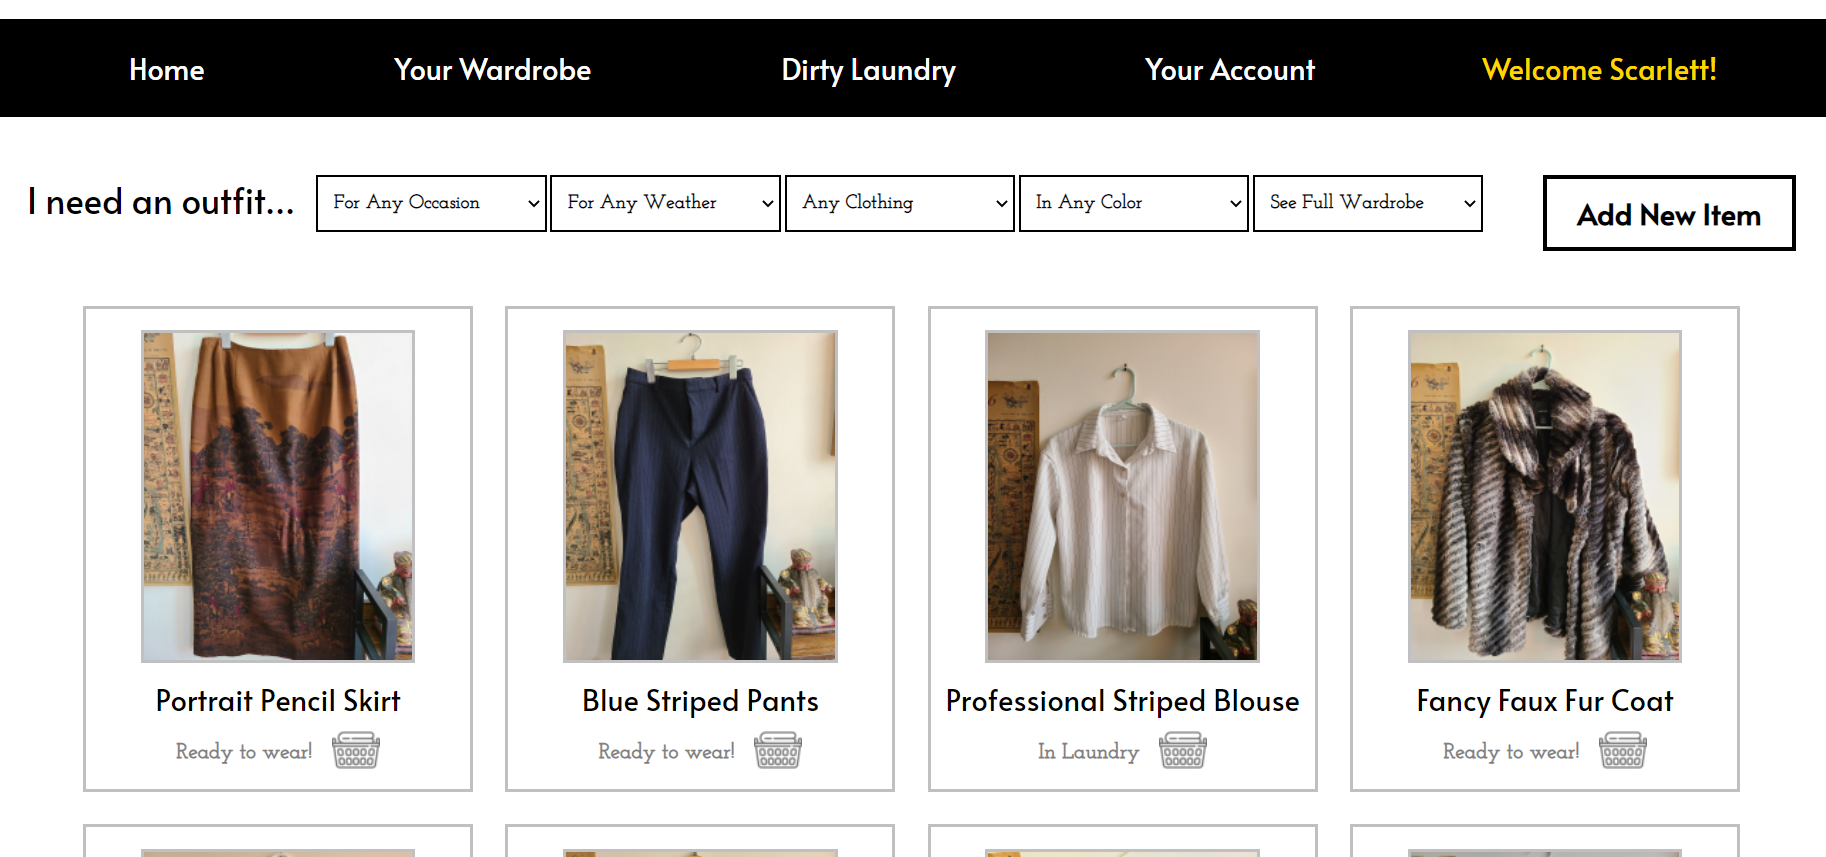 Home Your Wardrobe Dirty Laundry Your Account Welcome Scarlett!
I need an outfit... For Any Occasion For Any Weather Any Clothing In Any Color See Full Wardrobe Add New Item
Portrait Pencil Skirt
Ready to wear!
Blue Striped Pants
Ready to wear!
Professional Striped Blouse
In Laundry
Fancy Faux Fur Coat
Ready to wear!